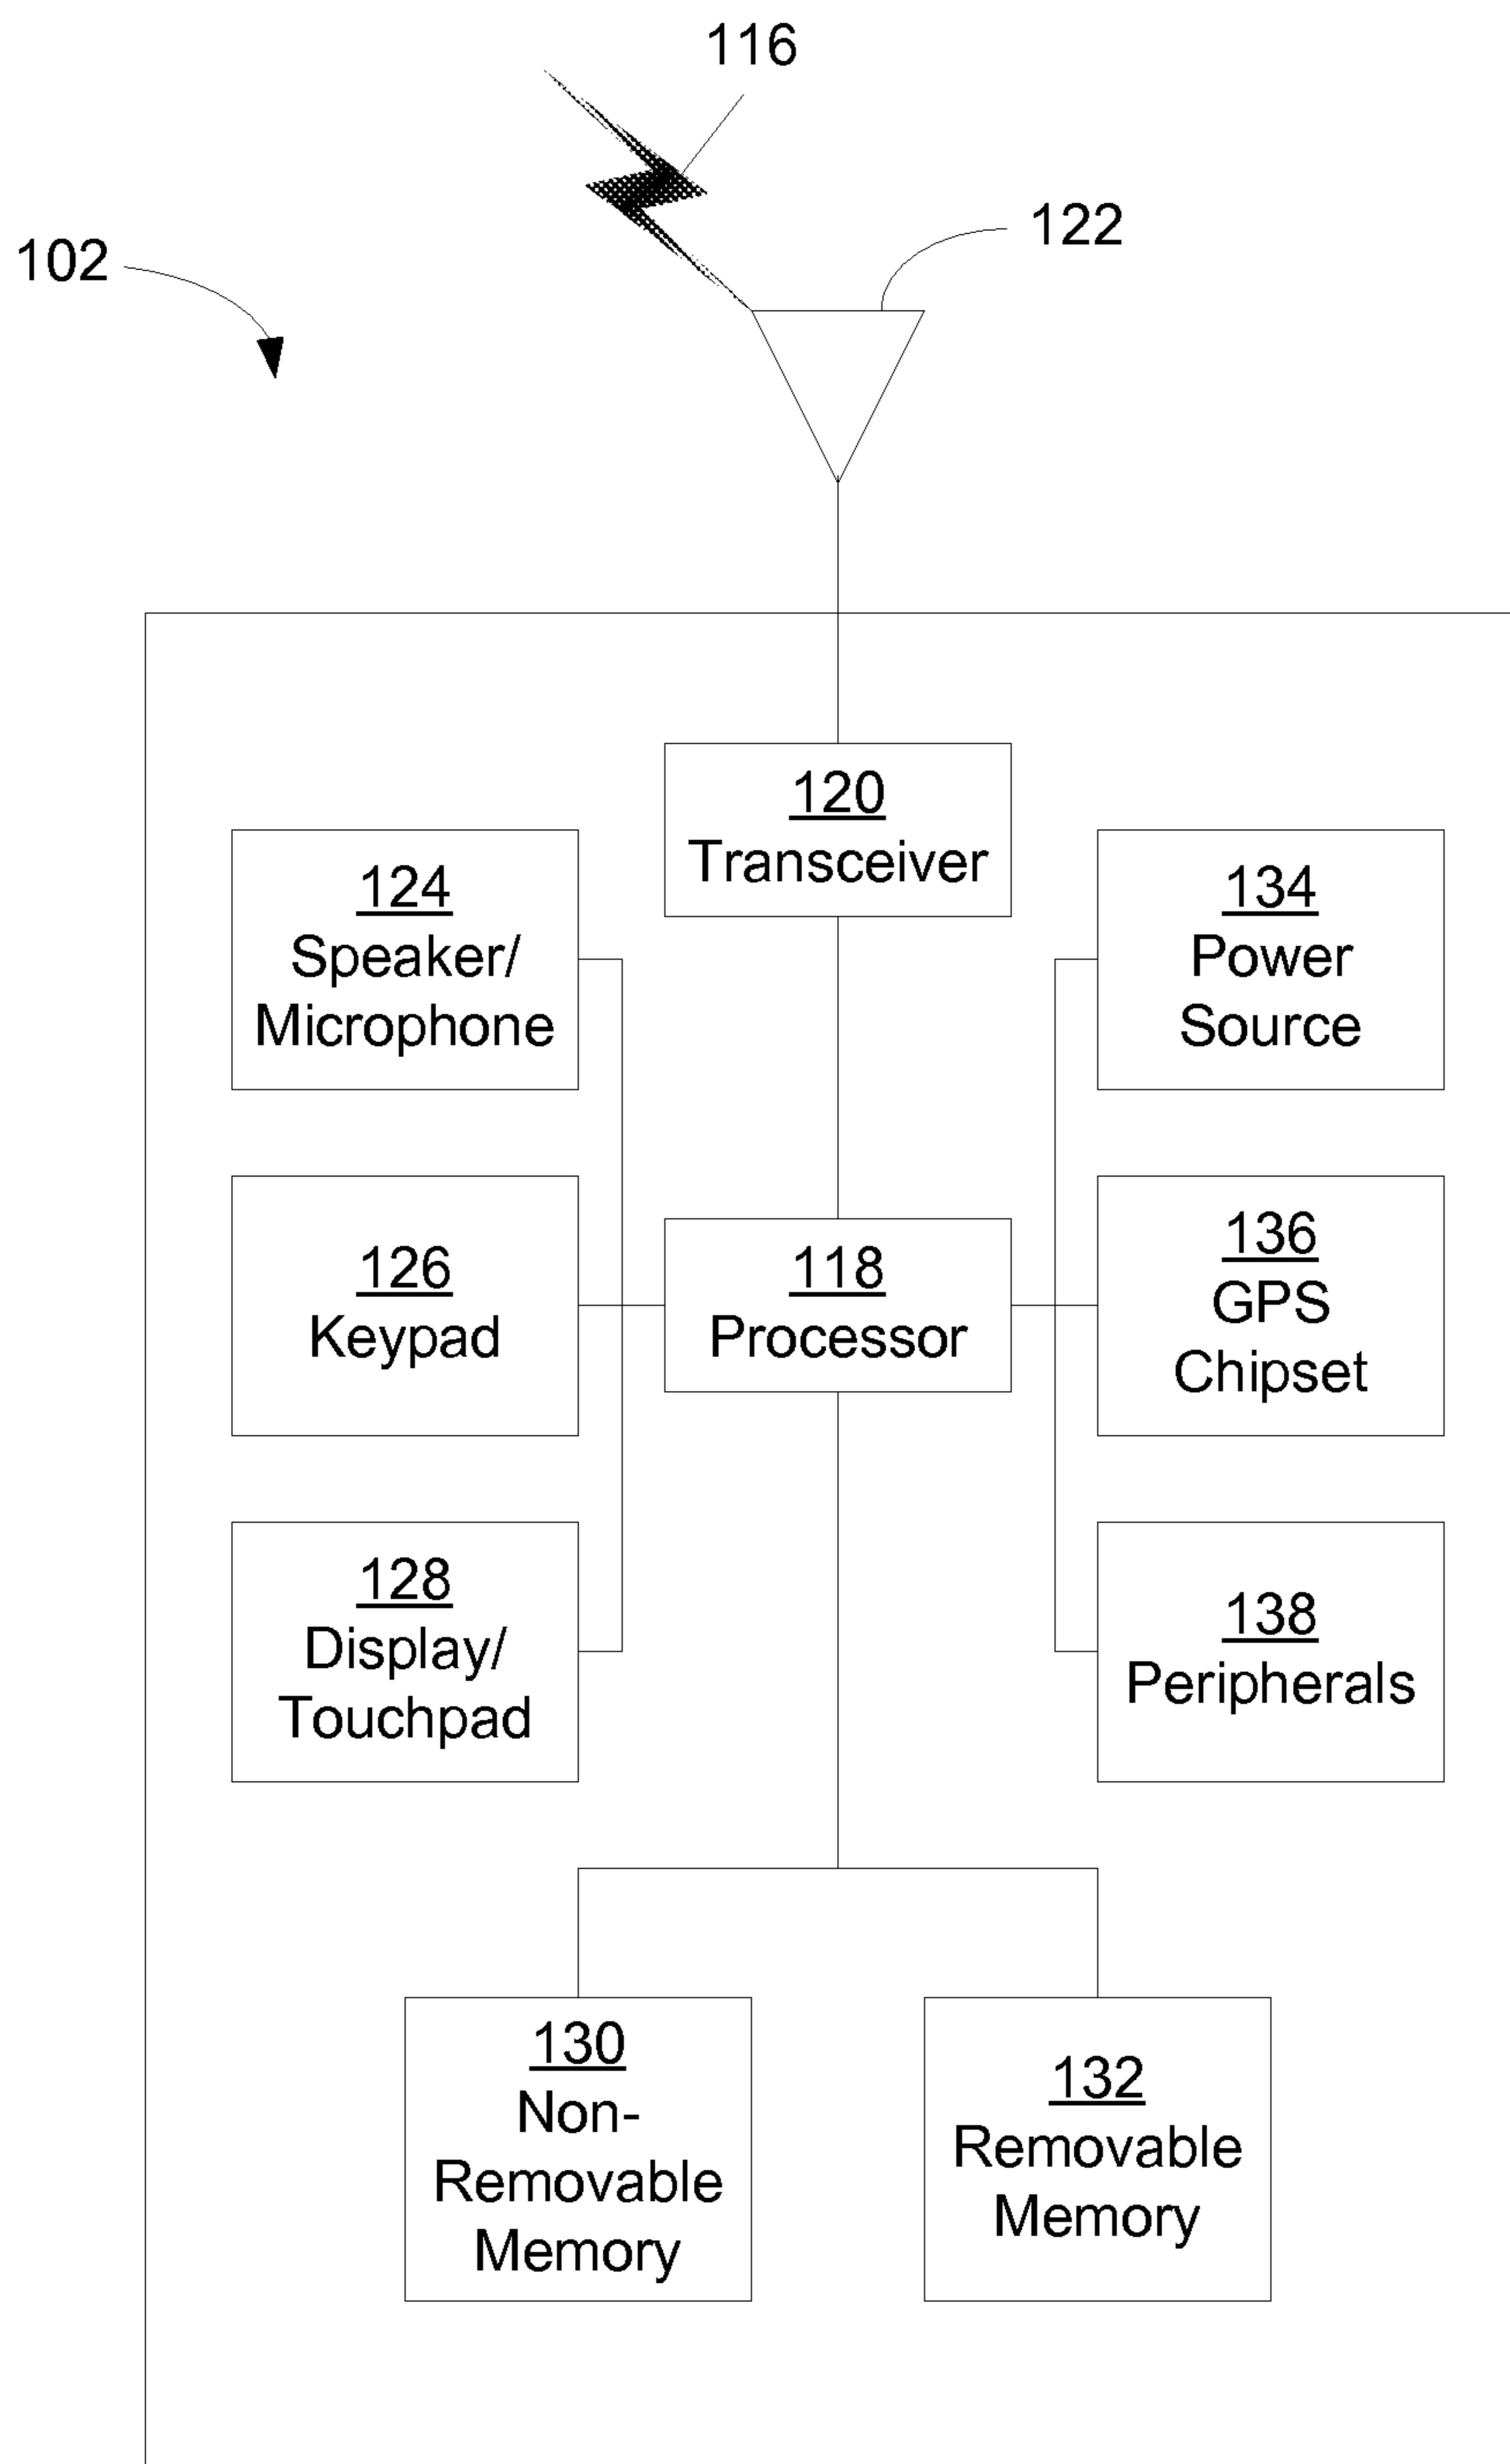 116
122
102
120
Transceiver
124
Speaker/
Microphone
134
Power
Source
126
Keypad
118
Processor
136
GPS
Chipset
128
Display/
Touchpad
138
Peripherals
130
Non-
Removable
Memory
132
Removable
Memory